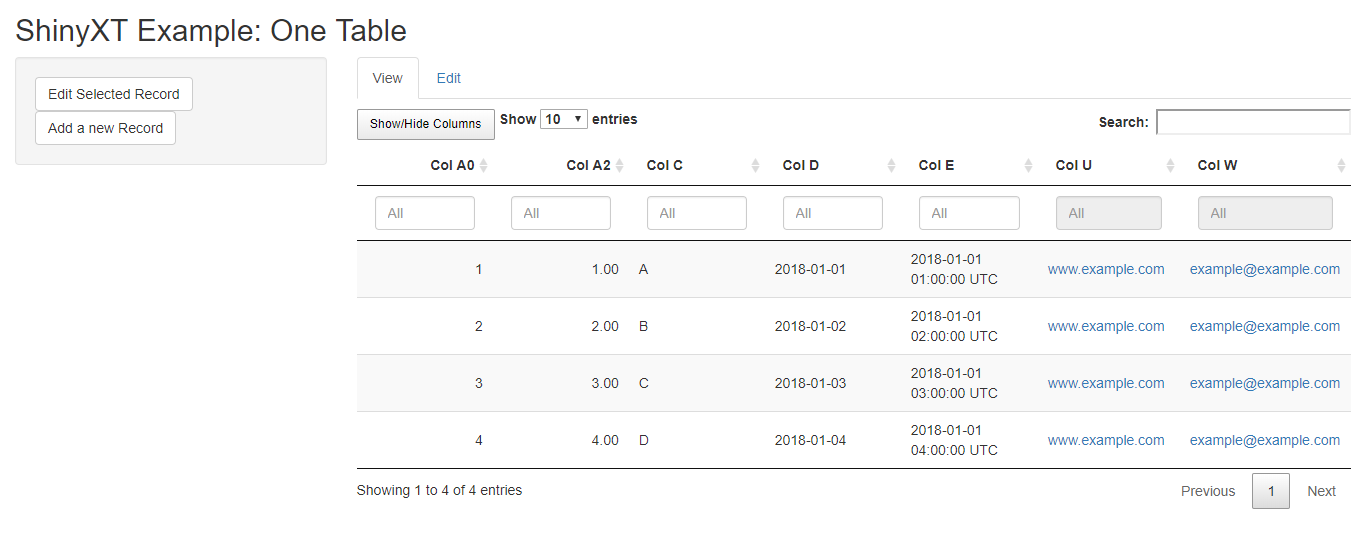 ShinyXT Example: One Table
Edit Selected Record
Add a new Record
View Edit
Show/Hide Columns Show 10 entries Search:
Col A0 Col A2 Col C Col D Col E Col U Col W
All All All All All All All
1 1.00 A 2018-01-01 2018-01-01 01:00:00 UTC www.example.com example@example.com
2 2.00 B 2018-01-02 2018-01-01 02:00:00 UTC www.example.com example@example.com
3 3.00 C 2018-01-03 2018-01-01 03:00:00 UTC www.example.com example@example.com
4 4.00 D 2018-01-04 2018-01-01 04:00:00 UTC www.example.com example@example.com
Showing 1 to 4 of 4 entries Previous 1 Next